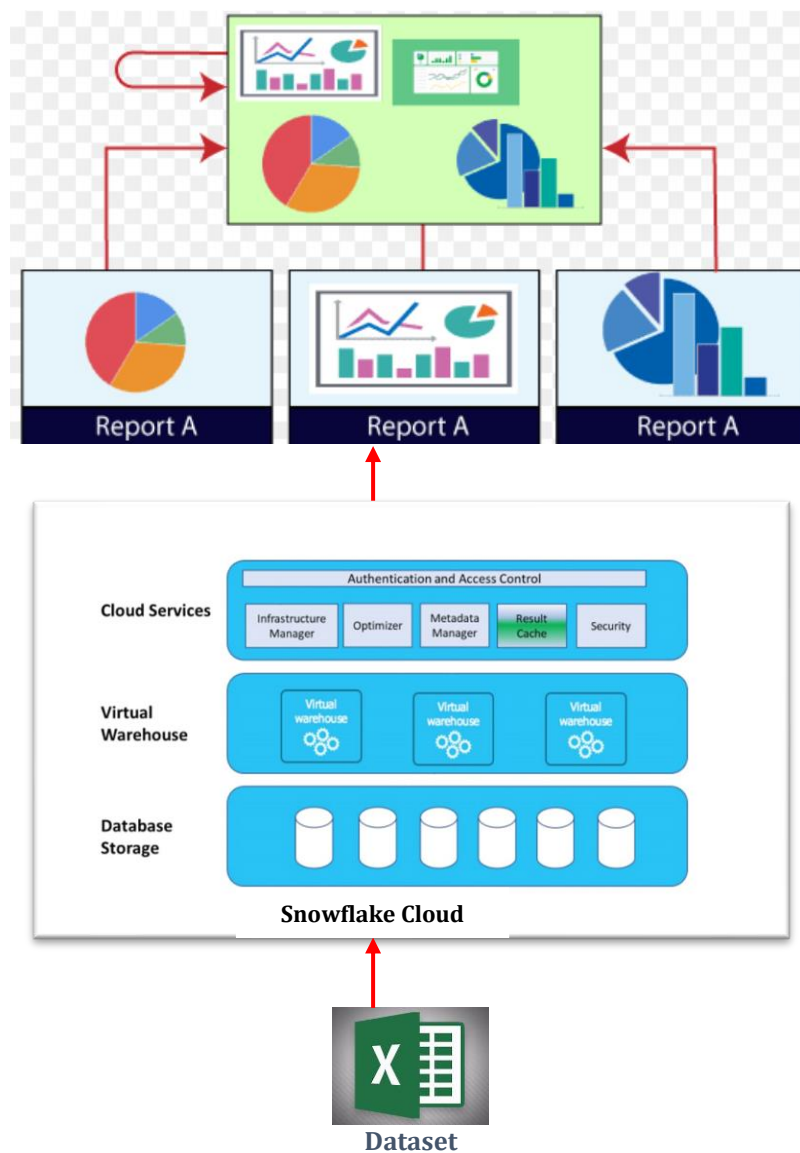 Report A
Report A
Report A
Authentication and Access Control
Cloud Services
Infrastructure
Manager
Optimizer
Metadata
Manager
Result
Cache
Security
Virtual
Warehouse
Virtual
warehouse
Virtual
warehouse
Virtual
warehouse
Database
Storage
Snowflake Cloud
X
Dataset